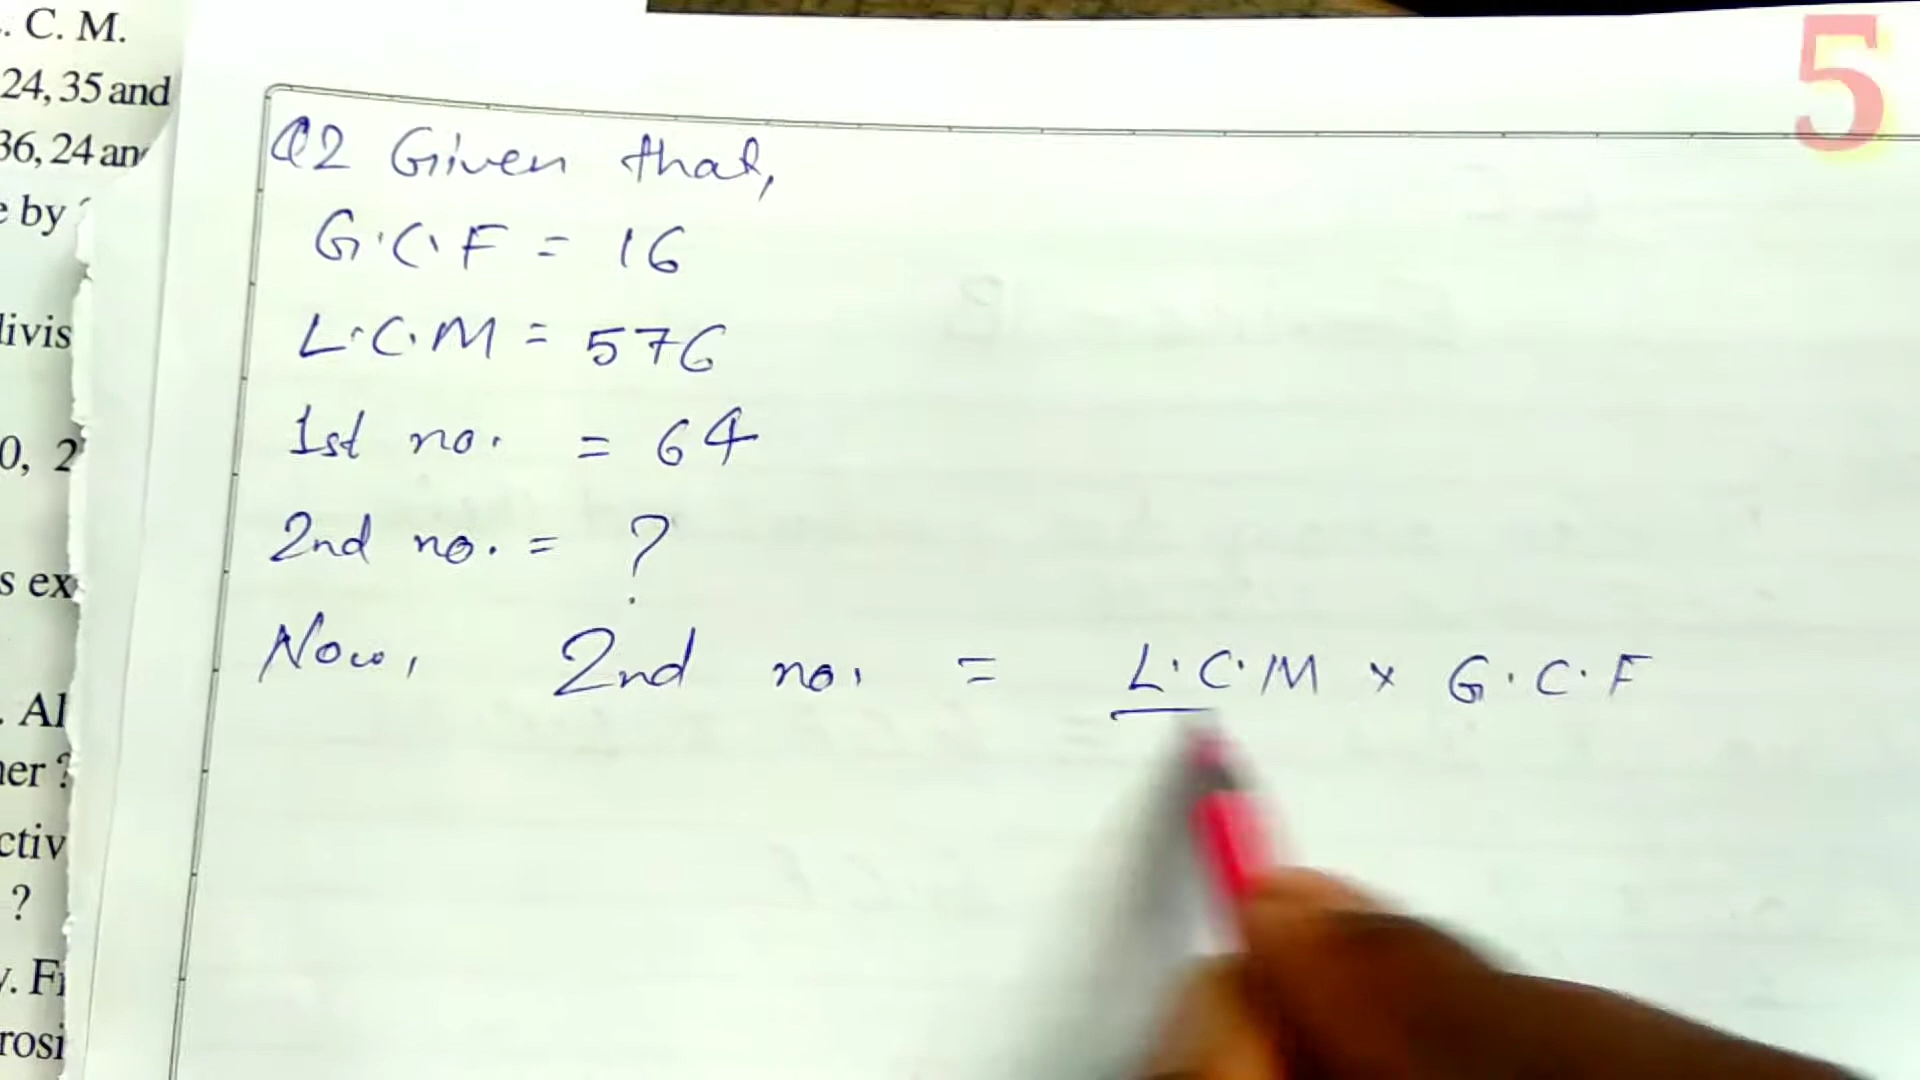 . C. M.
24, 35 and
36, 24 an
e by
livis
0, 2
s ex
. Al
her ?
ctiv
?
y. Fi
rosi
5
Q2 Given that,
G.C.F = 16
L.C.M = 576
1st no. = 64
2nd no. = ?
Now, 2nd no. = L.C.M x G.C.F